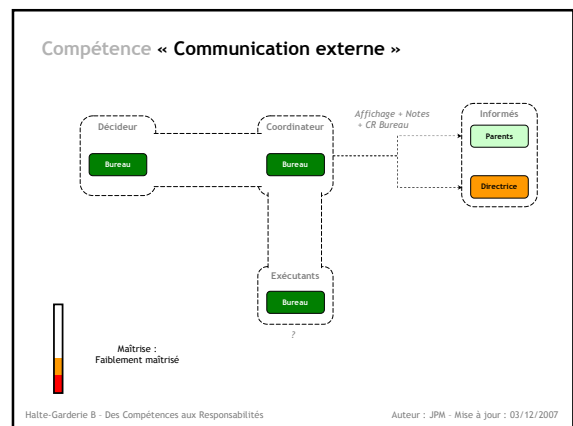 Compétence « Communication externe »
Affichage + Notes
+ CR Bureau
Décideur
Coordinateur
Informés
Bureau
Bureau
Parents
Directrice
Exécutants
Bureau
?
Maîtrise :
Faiblement maîtrisé
Halte-Garderie B - Des Compétences aux Responsabilités
Auteur : JPM - Mise à jour : 03/12/2007